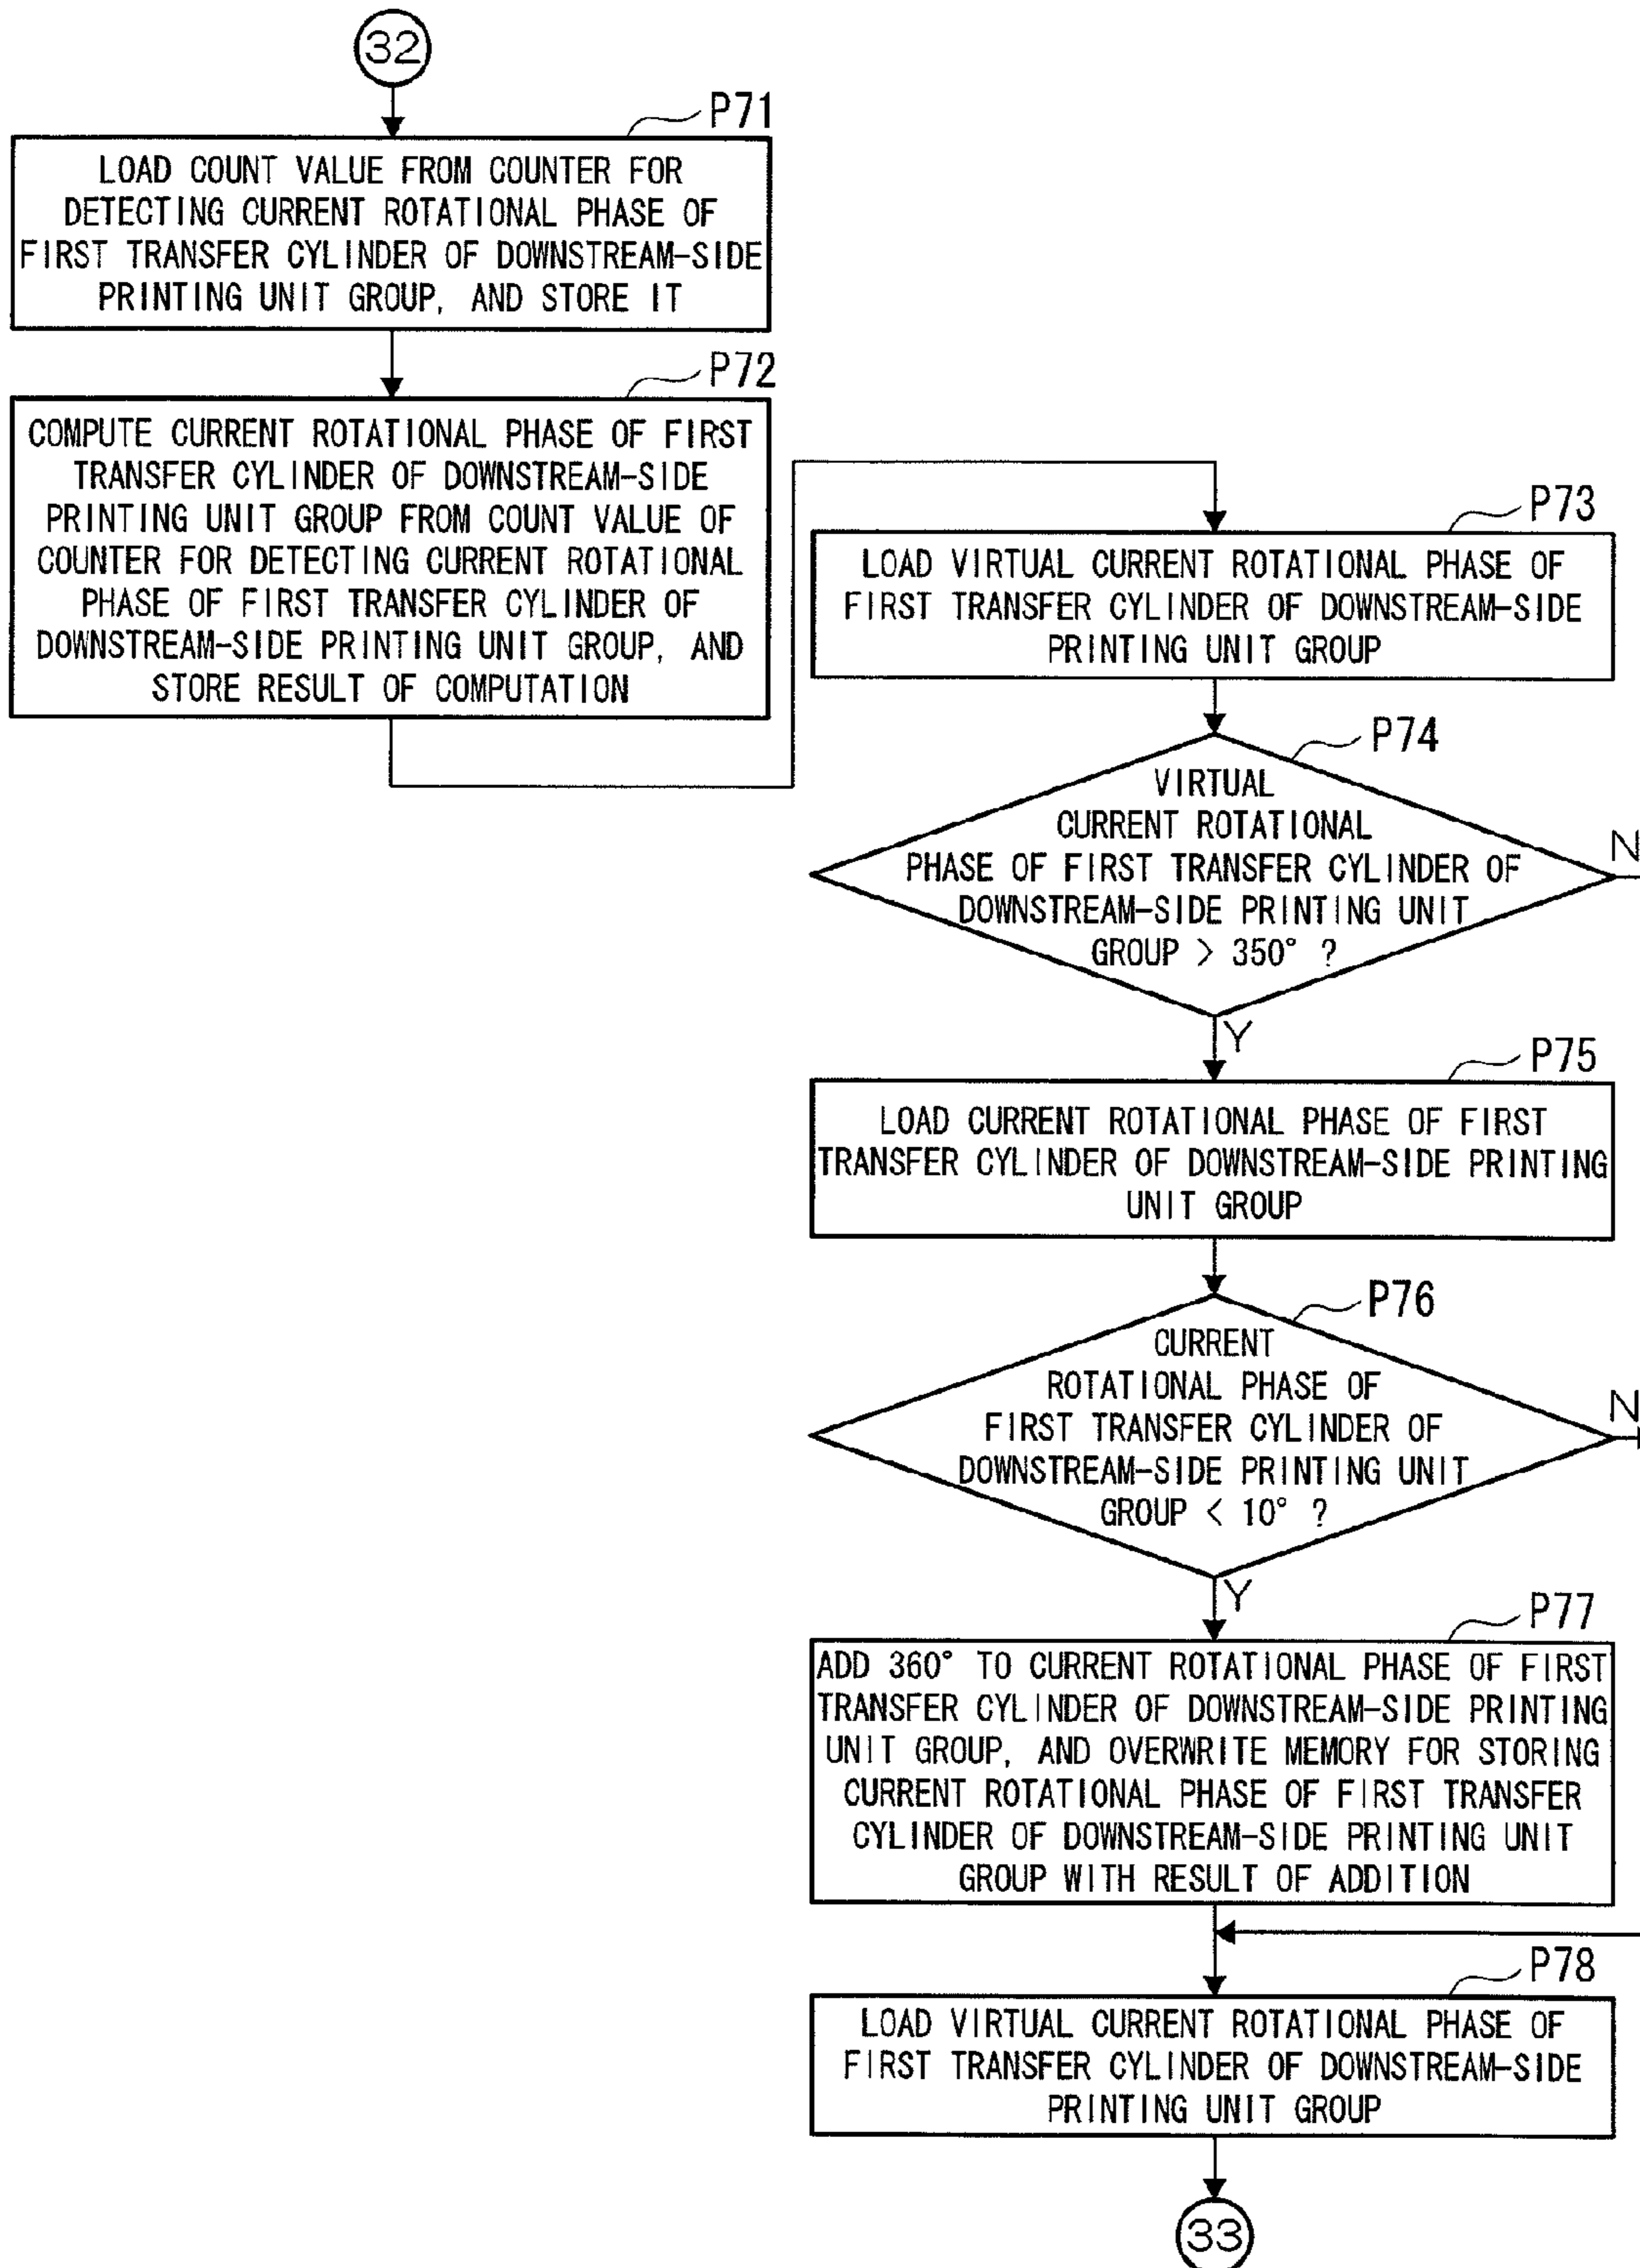 32
P71
LOAD COUNT VALUE FROM COUNTER FOR
DETECTING CURRENT ROTATIONAL PHASE OF
FIRST TRANSFER CYLINDER OF DOWNSTREAM-SIDE
PRINTING UNIT GROUP, AND STORE IT
P72
COMPUTE CURRENT ROTATIONAL PHASE OF FIRST
TRANSFER CYLINDER OF DOWNSTREAM-SIDE
PRINTING UNIT GROUP FROM COUNT VALUE OF
COUNTER FOR DETECTING CURRENT ROTATIONAL
PHASE OF FIRST TRANSFER CYLINDER OF
DOWNSTREAM-SIDE PRINTING UNIT GROUP, AND
STORE RESULT OF COMPUTATION
P73
LOAD VIRTUAL CURRENT ROTATIONAL PHASE OF
FIRST TRANSFER CYLINDER OF DOWNSTREAM-SIDE
PRINTING UNIT GROUP
P74
VIRTUAL
CURRENT ROTATIONAL
PHASE OF FIRST TRANSFER CYLINDER OF
DOWNSTREAM-SIDE PRINTING UNIT
GROUP > 350° ?
N
Y
P75
LOAD CURRENT ROTATIONAL PHASE OF FIRST
TRANSFER CYLINDER OF DOWNSTREAM-SIDE PRINTING
UNIT GROUP
P76
CURRENT
ROTATIONAL PHASE OF
FIRST TRANSFER CYLINDER OF
DOWNSTREAM-SIDE PRINTING UNIT
GROUP < 10° ?
N
Y
P77
ADD 360° TO CURRENT ROTATIONAL PHASE OF FIRST
TRANSFER CYLINDER OF DOWNSTREAM-SIDE PRINTING
UNIT GROUP, AND OVERWRITE MEMORY FOR STORING
CURRENT ROTATIONAL PHASE OF FIRST TRANSFER
CYLINDER OF DOWNSTREAM-SIDE PRINTING UNIT
GROUP WITH RESULT OF ADDITION
P78
LOAD VIRTUAL CURRENT ROTATIONAL PHASE OF
FIRST TRANSFER CYLINDER OF DOWNSTREAM-SIDE
PRINTING UNIT GROUP
33